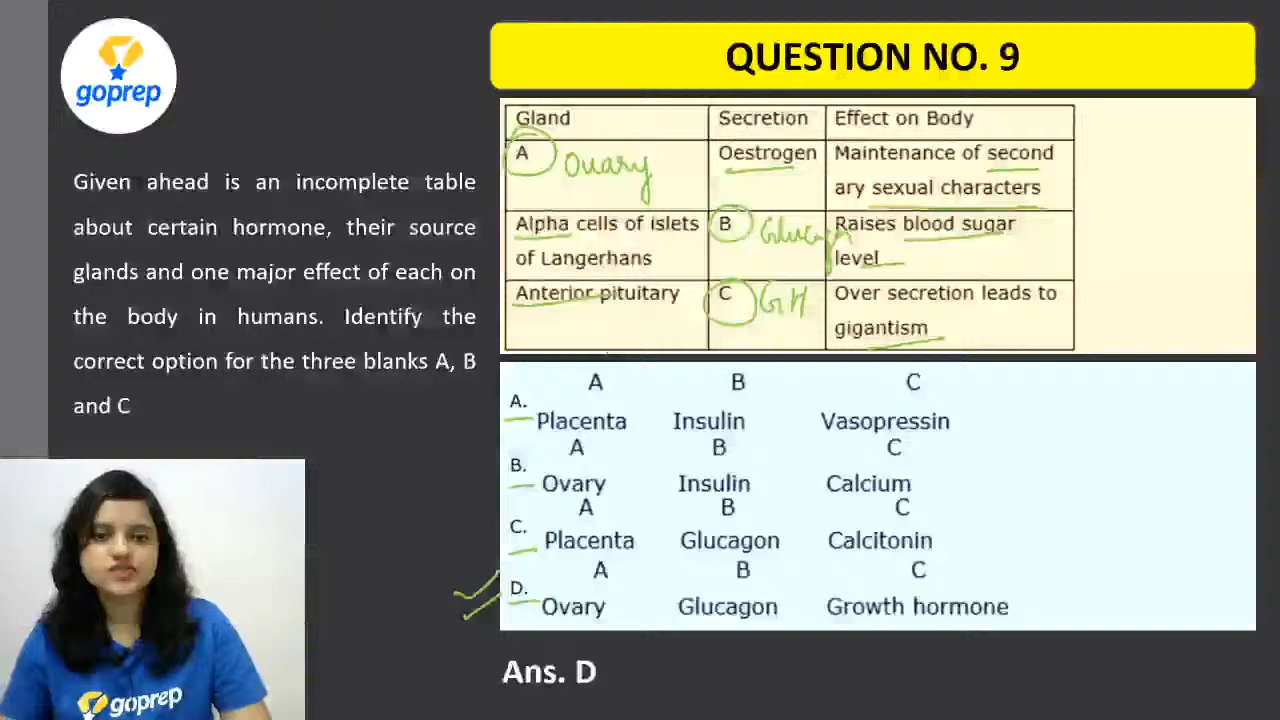 goprep
QUESTION NO. 9
Given ahead is an incomplete table
about certain hormone, their source
glands and one major effect of each on
the body in humans. Identify the
correct option for the three blanks A, B
and C
Gland Secretion Effect on Body
A Ovary Oestrogen Maintenance of second
ary sexual characters
Alpha cells of islets B Glucagon Raises blood sugar
of Langerhans level
Anterior pituitary C GH Over secretion leads to
gigantism
A B C
A.
Placenta Insulin Vasopressin
A B C
B.
Ovary Insulin Calcium
A B C
C.
Placenta Glucagon Calcitonin
A B C
D.
Ovary Glucagon Growth hormone
Ans. D
goprep